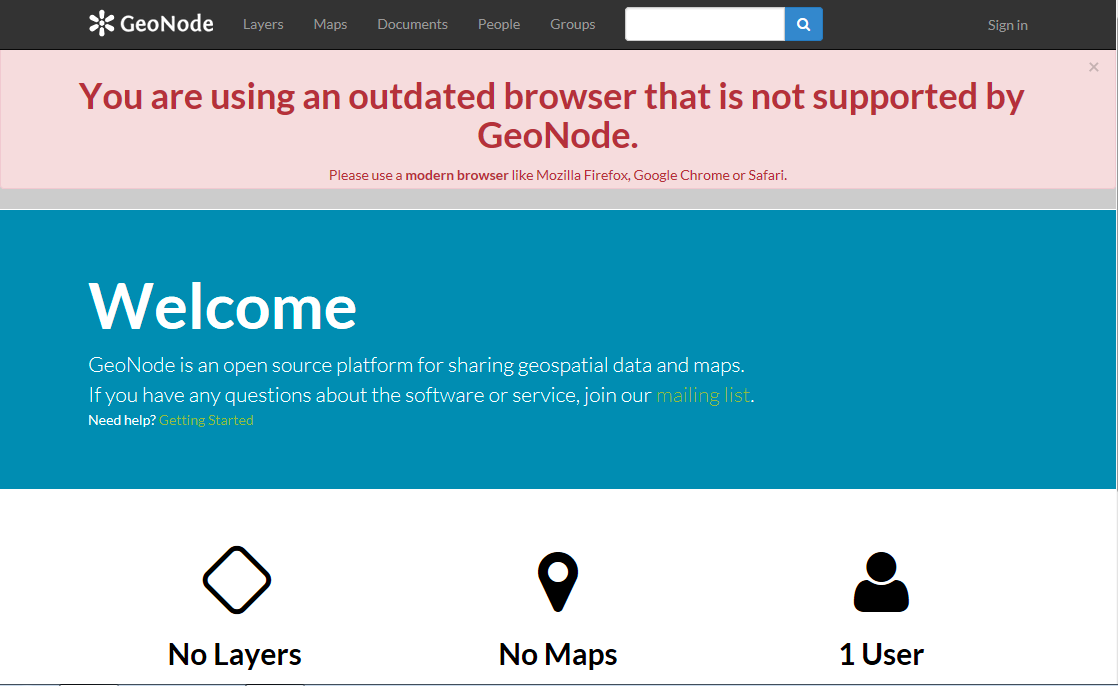 GeoNode Layers Maps Documents People Groups Sign in
×
You are using an outdated browser that is not supported by
GeoNode.
Please use a modern browser like Mozilla Firefox, Google Chrome or Safari.
Welcome
GeoNode is an open source platform for sharing geospatial data and maps.
If you have any questions about the software or service, join our mailing list.
Need help? Getting Started
No Layers No Maps 1 User